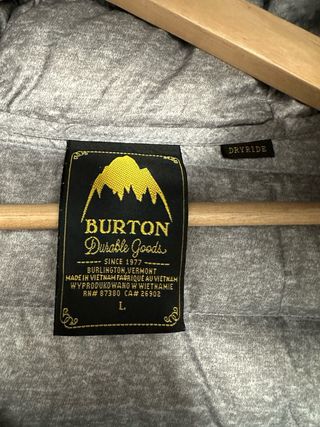 DRYRIDE
BURTON
Durable Goods
SINCE 1977
BURLINGTON, VERMONT
MADE IN VIETNAM FABRIQUÉ AU VIETNAM
WYPRODUKOWANO W WIETNAMIE
RN# 87380 CA# 26902
L